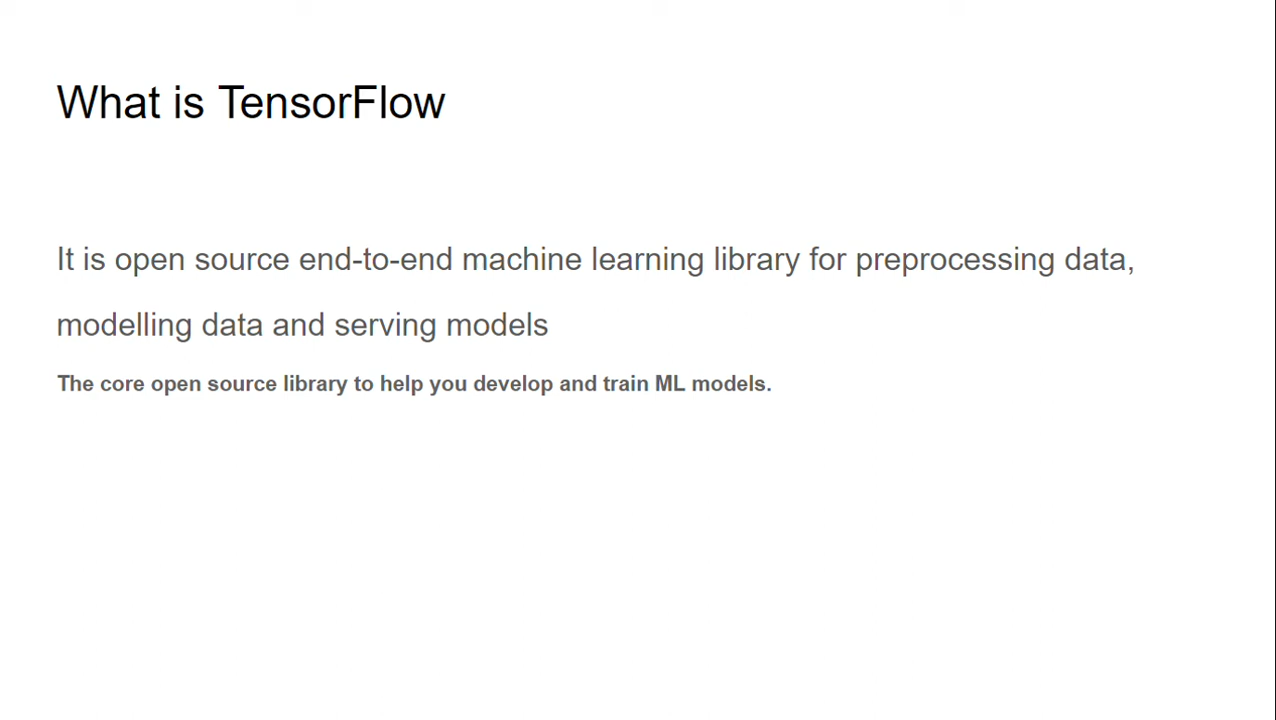 What is TensorFlow
It is open source end-to-end machine learning library for preprocessing data,
modelling data and serving models
The core open source library to help you develop and train ML models.